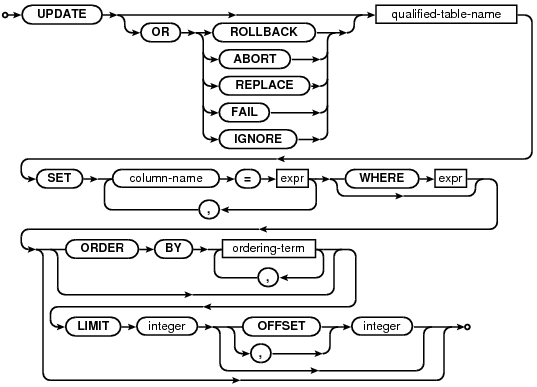 UPDATE qualified-table-name
OR ROLLBACK
ABORT
REPLACE
FAIL
IGNORE
SET column-name = expr WHERE expr
,
ORDER BY ordering-term
,
LIMIT integer OFFSET integer
,